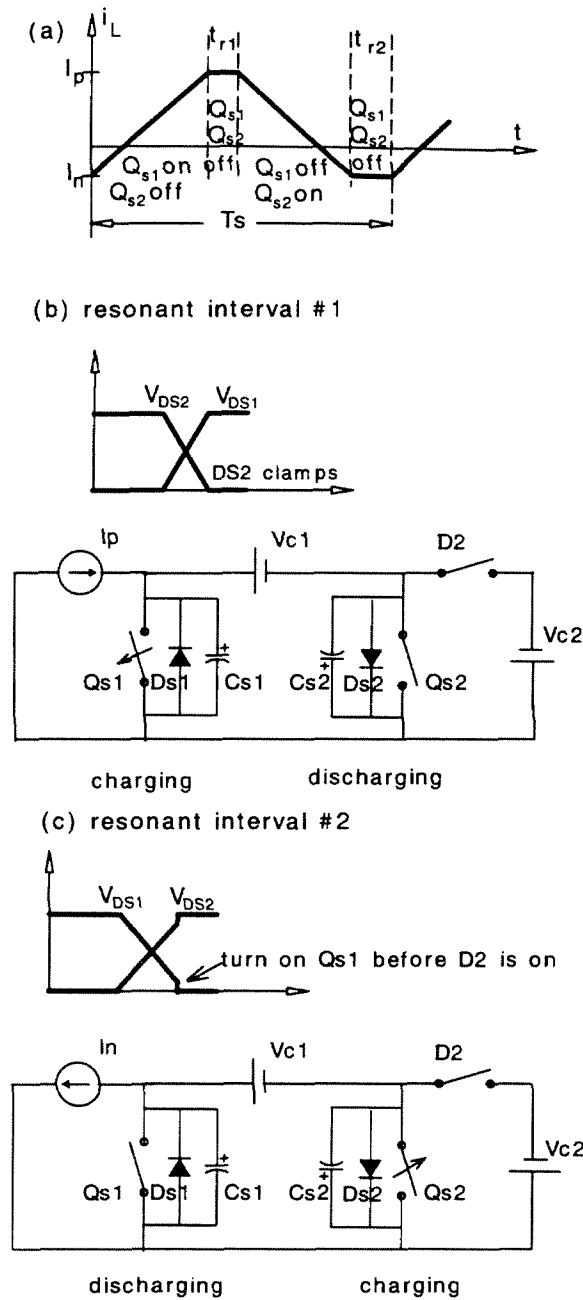 (a)
i_L
t_r1
t_r2
I_p
Q_s1
Q_s2
off
Q_s1
Q_s2
off
t
I_n
Q_s1 on
Q_s2 off
Q_s1 off
Q_s2 on
Ts
(b) resonant interval #1
V_DS2
V_DS1
DS2 clamps
Ip
Vc1
D2
Vc2
Qs1
Ds1
Cs1
Cs2
Ds2
Qs2
charging
discharging
(c) resonant interval #2
V_DS1
V_DS2
turn on Qs1 before D2 is on
In
Vc1
D2
Vc2
Qs1
Ds1
Cs1
Cs2
Ds2
Qs2
discharging
charging